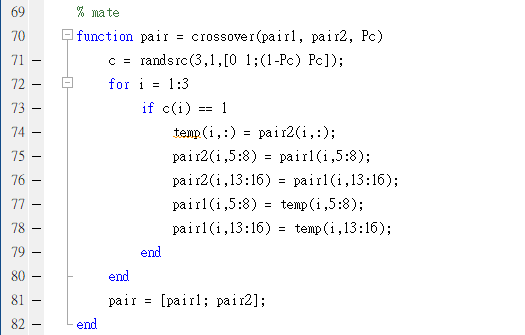 69 % mate
70 function pair = crossover(pair1, pair2, Pc)
71 — c = randsrc(3,1,[0 1;(1-Pc) Pc]);
72 — for i = 1:3
73 — if c(i) == 1
74 — temp(i,:) = pair2(i,:);
75 — pair2(i,5:8) = pair1(i,5:8);
76 — pair2(i,13:16) = pair1(i,13:16);
77 — pair1(i,5:8) = temp(i,5:8);
78 — pair1(i,13:16) = temp(i,13:16);
79 — end
80 — end
81 — pair = [pair1; pair2];
82 — end